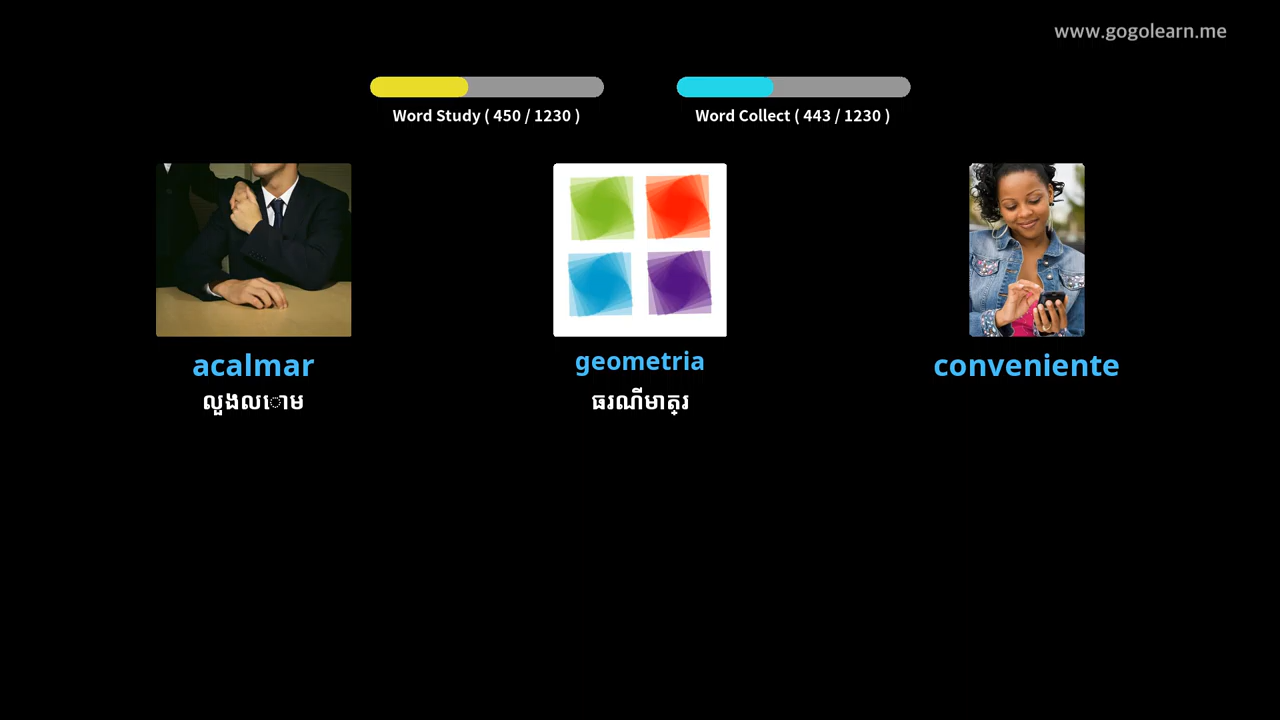 www.gogolearn.me
Word Study ( 450 / 1230 )
Word Collect ( 443 / 1230 )
acalmar
geometria
conveniente
លួងលោម
ធរណីមាត្រ